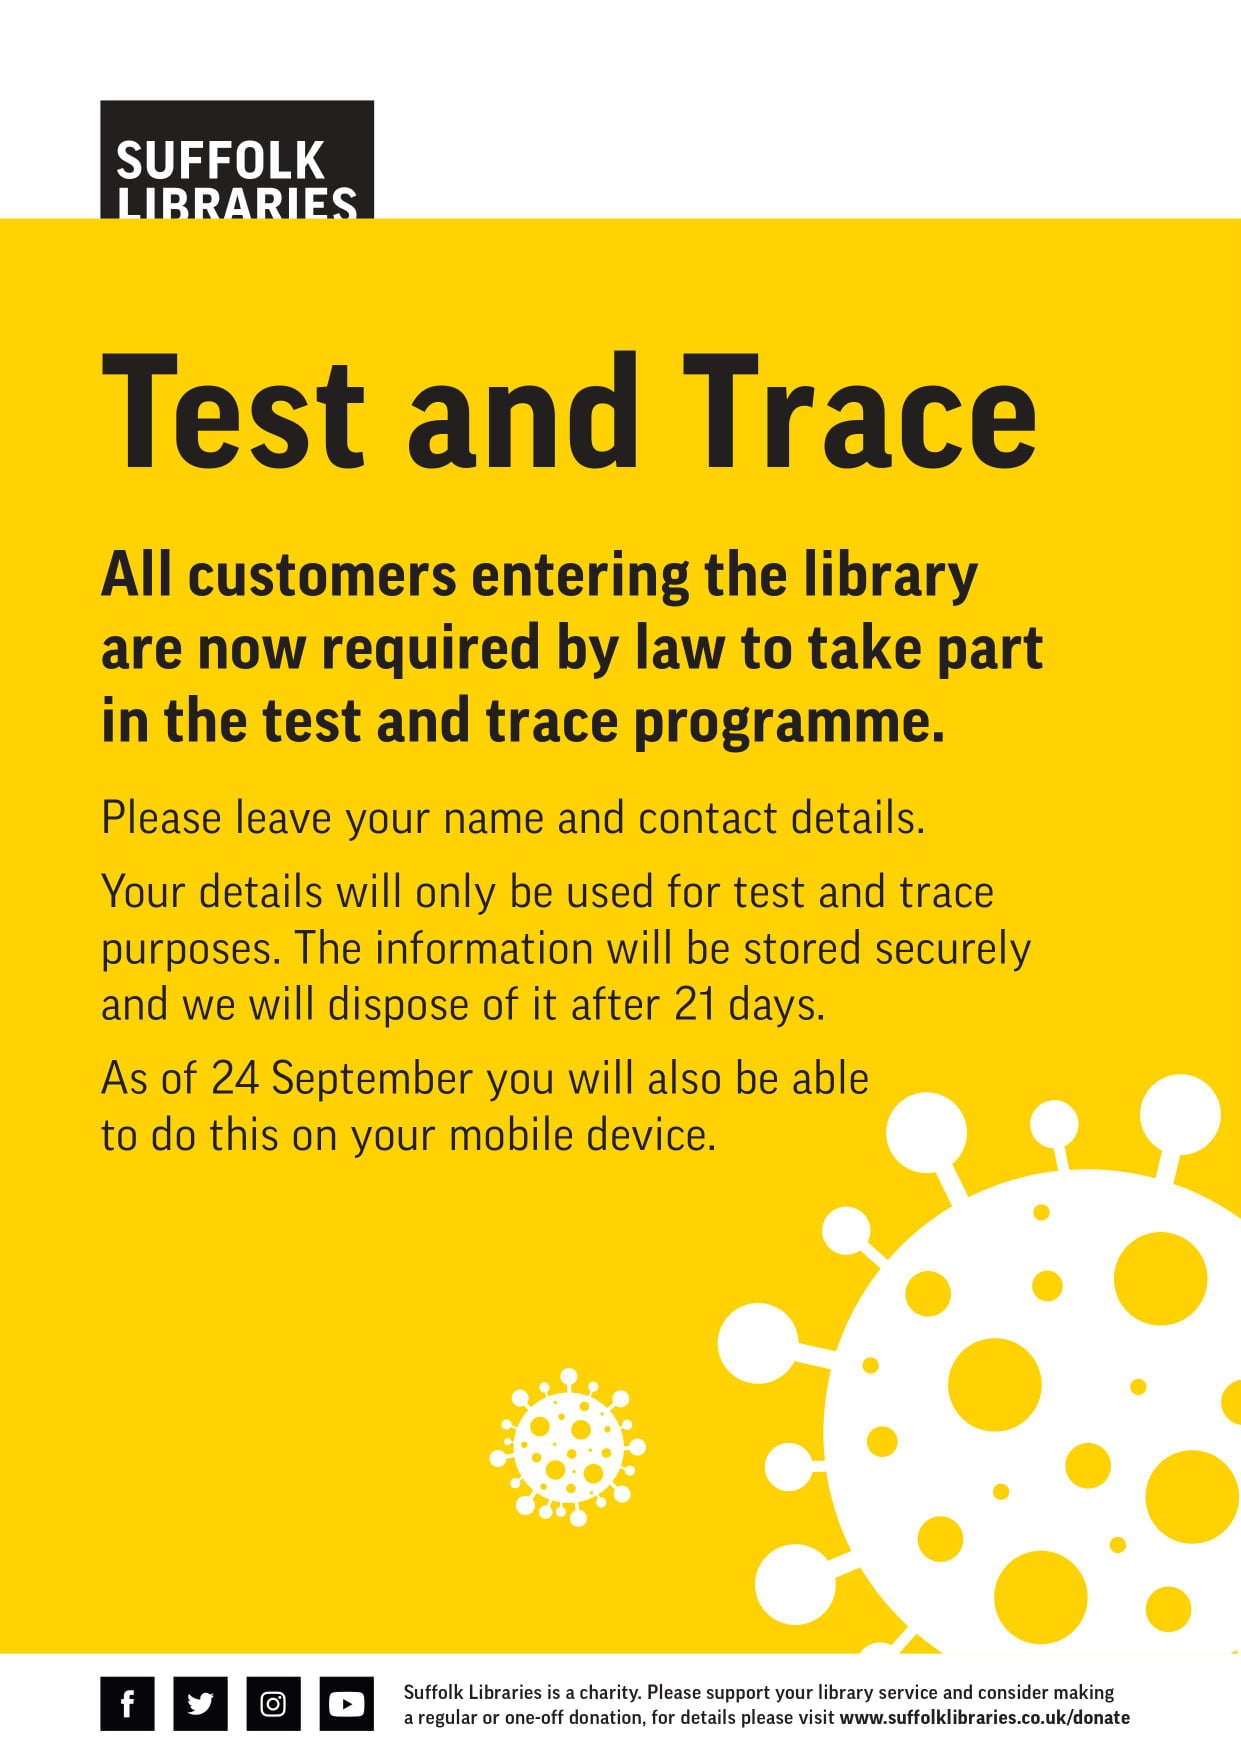 SUFFOLK
LIBRARIES
Test and Trace
All customers entering the library
are now required by law to take part
in the test and trace programme.
Please leave your name and contact details.
Your details will only be used for test and trace
purposes. The information will be stored securely
and we will dispose of it after 21 days.
As of 24 September you will also be able
to do this on your mobile device.
Suffolk Libraries is a charity. Please support your library service and consider making
a regular or one-off donation, for details please visit www.suffolklibraries.co.uk/donate